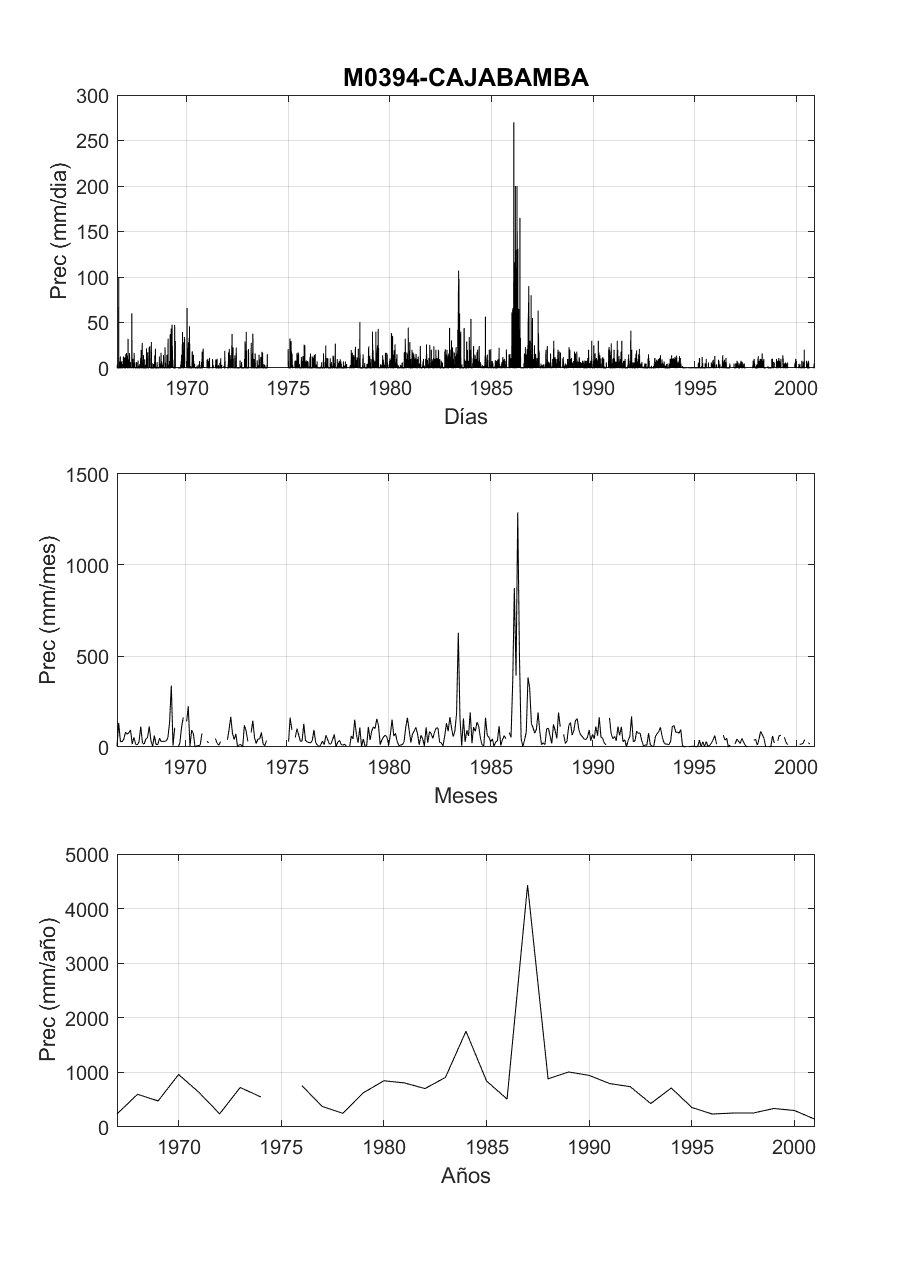 M0394-CAJABAMBA
300
250
200
150
100
50
0
Prec (mm/dia)
1970 1975 1980 1985 1990 1995 2000
Días
1500
1000
500
0
Prec (mm/mes)
1970 1975 1980 1985 1990 1995 2000
Meses
5000
4000
3000
2000
1000
0
Prec (mm/año)
1970 1975 1980 1985 1990 1995 2000
Años